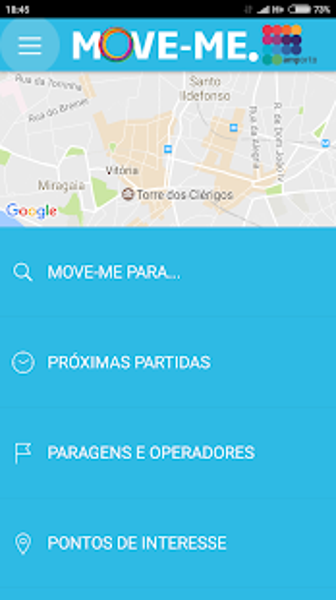 18:45
H+ 73%
MOVE-ME.
amporto
Santo
Ildefonso
Rua da Torrinha
Rua do Breiner
Rua da Alegria
R. de Dom João IV
Vitória
Miragaia
Torre dos Clérigos
Google
MOVE-ME PARA...
PRÓXIMAS PARTIDAS
PARAGENS E OPERADORES
PONTOS DE INTERESSE